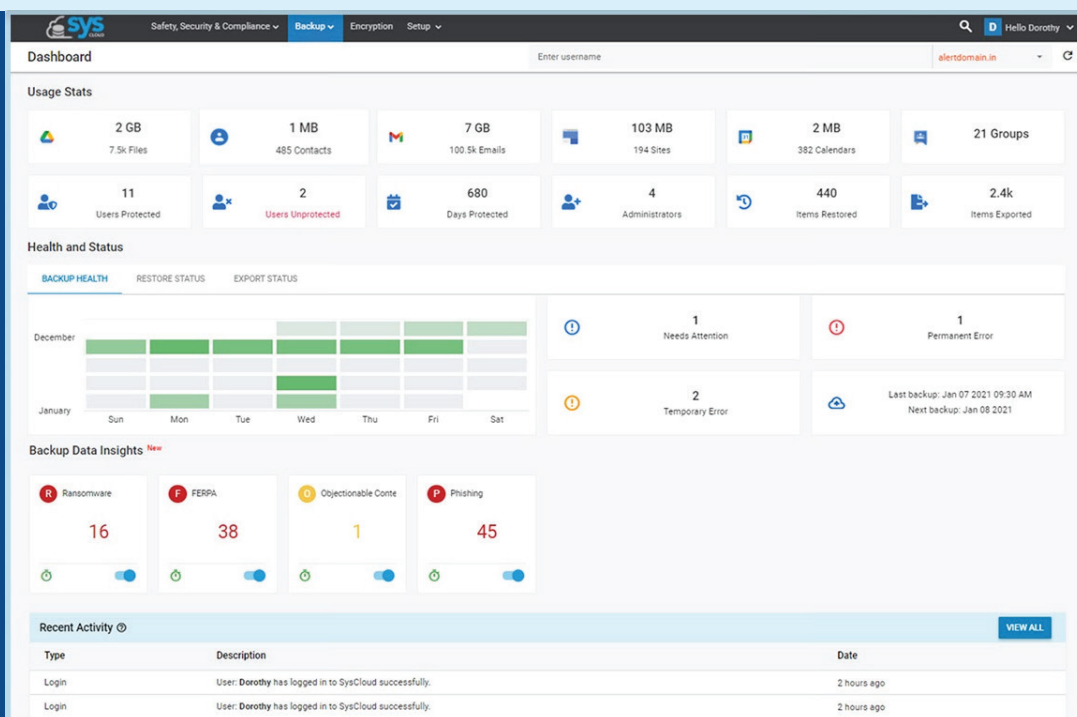 SYS CLOUD Safety, Security & Compliance Backup Encryption Setup D Hello Dorothy
Dashboard Enter username alertdomain.in
Usage Stats
2 GB 1 MB 7 GB 103 MB 2 MB 21 Groups
7.5k Files 485 Contacts 100.5k Emails 194 Sites 382 Calendars
11 2 680 4 440 2.4k
Users Protected Users Unprotected Days Protected Administrators Items Restored Items Exported
Health and Status
BACKUP HEALTH RESTORE STATUS EXPORT STATUS
December
January
Sun Mon Tue Wed Thu Fri Sat
1 1
Needs Attention Permanent Error
2 Last backup: Jan 07 2021 09:30 AM
Temporary Error Next backup: Jan 08 2021
Backup Data Insights New
R Ransomware F FERPA O Objectionable Conte P Phishing
16 38 1 45
Recent Activity VIEW ALL
Type Description Date
Login User: Dorothy has logged in to SysCloud successfully. 2 hours ago
Login User: Dorothy has logged in to SysCloud successfully. 2 hours ago